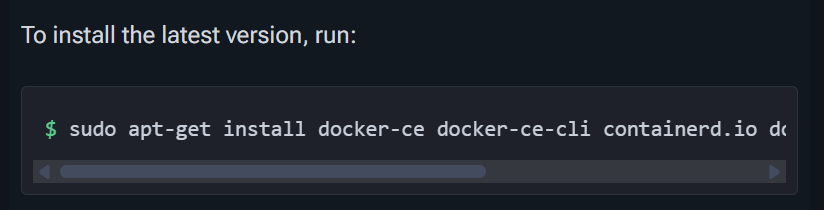 To install the latest version, run:
$ sudo apt-get install docker-ce docker-ce-cli containerd.io